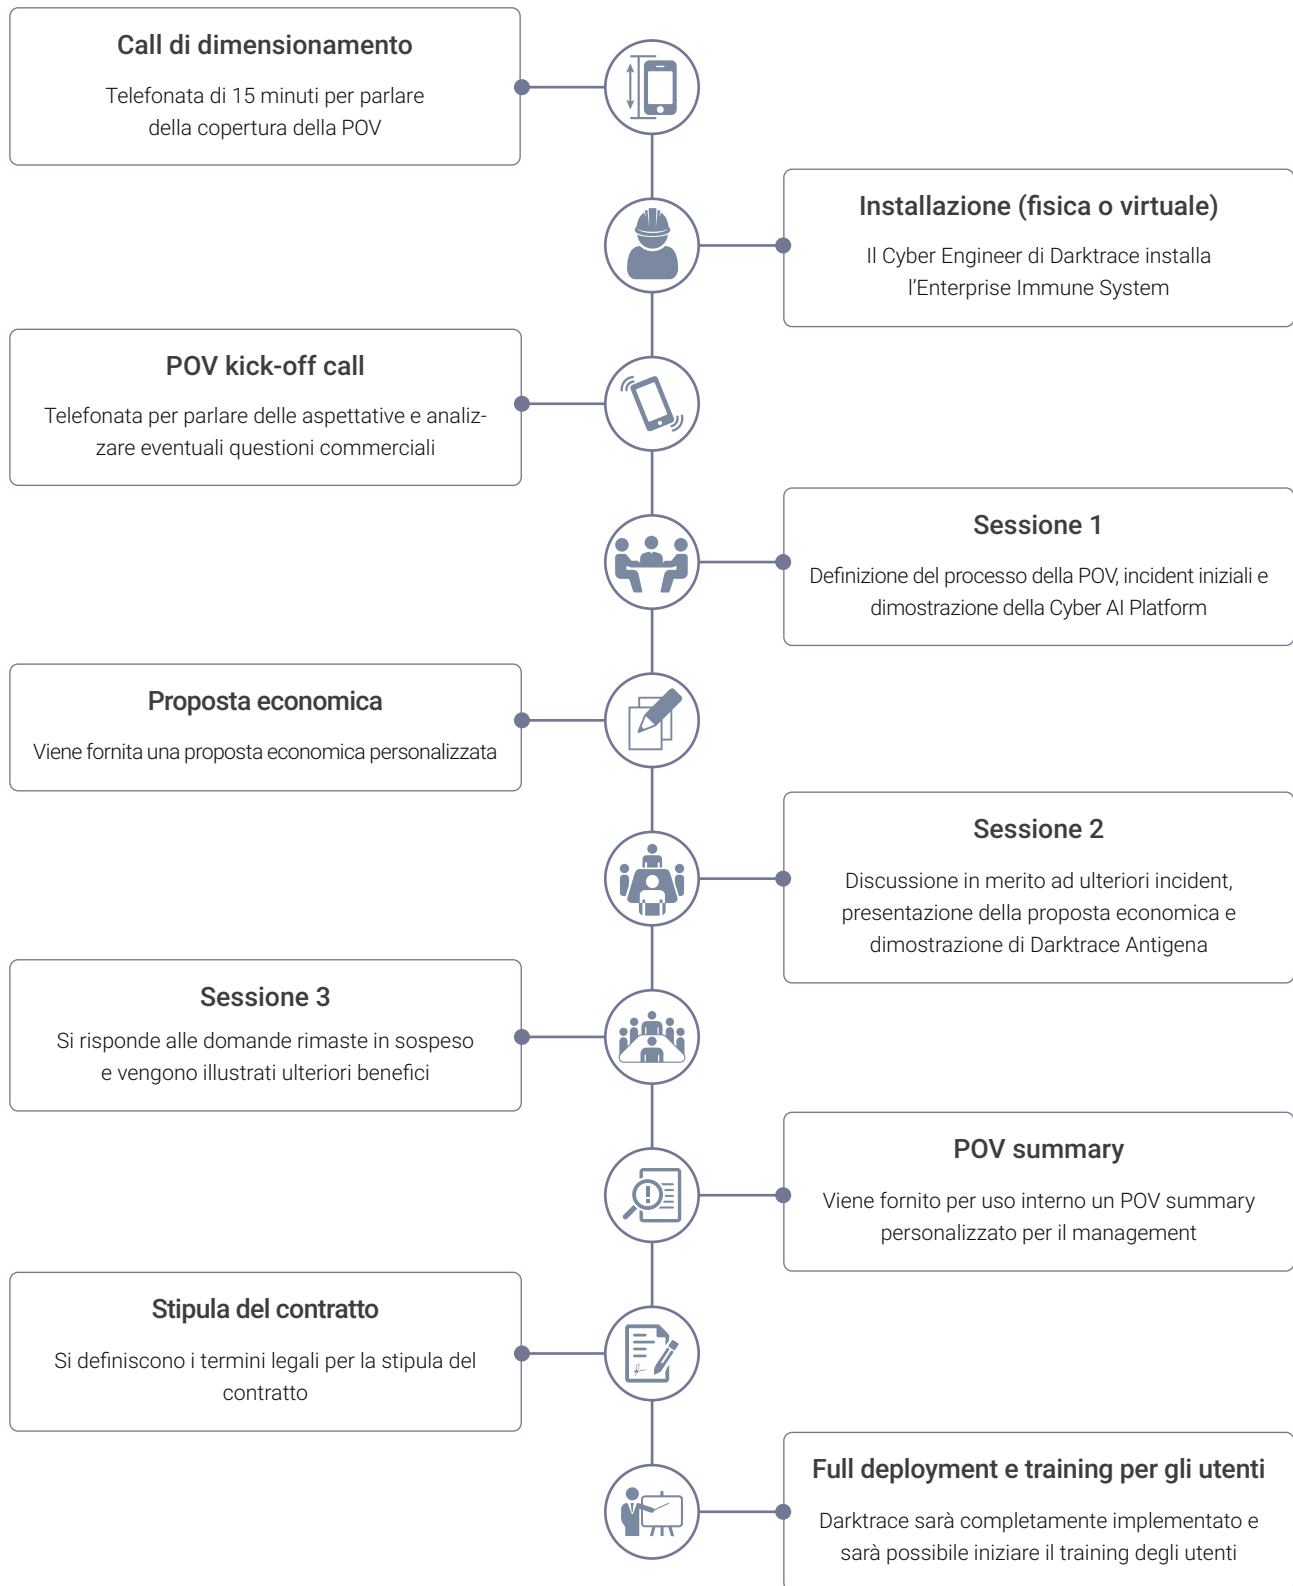 Call di dimensionamento
Telefonata di 15 minuti per parlare
della copertura della POV
Installazione (fisica o virtuale)
Il Cyber Engineer di Darktrace installa
l’Enterprise Immune System
POV kick-off call
Telefonata per parlare delle aspettative e analiz-
zare eventuali questioni commerciali
Sessione 1
Definizione del processo della POV, incident iniziali e
dimostrazione della Cyber AI Platform
Proposta economica
Viene fornita una proposta economica personalizzata
Sessione 2
Discussione in merito ad ulteriori incident,
presentazione della proposta economica e
dimostrazione di Darktrace Antigena
Sessione 3
Si risponde alle domande rimaste in sospeso
e vengono illustrati ulteriori benefici
POV summary
Viene fornito per uso interno un POV summary
personalizzato per il management
Stipula del contratto
Si definiscono i termini legali per la stipula del
contratto
Full deployment e training per gli utenti
Darktrace sarà completamente implementato e
sarà possibile iniziare il training degli utenti